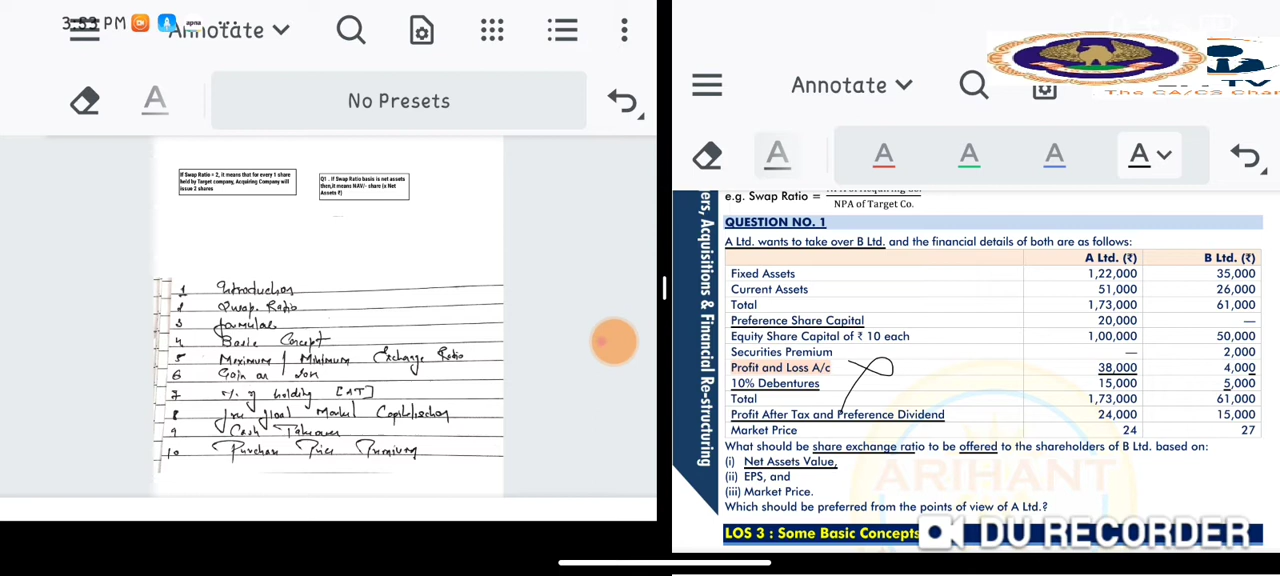 3:53 PM apna
Annotate
No Presets
If Swap Ratio = 2, it means that for every 1 share
held by Target company, Acquiring Company will
issue 2 shares
Q1 . If Swap Ratio basis is net assets
then,it means NAV/- share (x Net
Assets ₹)
1 Introduction
2 Swap Ratio
3 formulas
4 Basic Concept
5 Maximum / Minimum Exchange Ratio
6 Gain or loss
7 % of holding [AT]
8 free float Market Capitalisation
9 Cash Takeover
10 Purchase Price Premium
Annotate
TV
The CA/CS Chan
ers, Acquisitions & Financial Re-structuring
e.g. Swap Ratio =
NPA of Target Co.
QUESTION NO. 1
A Ltd. wants to take over B Ltd. and the financial details of both are as follows:
A Ltd. (₹) B Ltd. (₹)
Fixed Assets 1,22,000 35,000
Current Assets 51,000 26,000
Total 1,73,000 61,000
Preference Share Capital 20,000 —
Equity Share Capital of ₹ 10 each 1,00,000 50,000
Securities Premium — 2,000
Profit and Loss A/c 38,000 4,000
10% Debentures 15,000 5,000
Total 1,73,000 61,000
Profit After Tax and Preference Dividend 24,000 15,000
Market Price 24 27
What should be share exchange ratio to be offered to the shareholders of B Ltd. based on:
(i) Net Assets Value,
(ii) EPS, and
(iii) Market Price.
Which should be preferred from the points of view of A Ltd.?
ARIHANT
LOS 3 : Some Basic Concepts
DU RECORDER